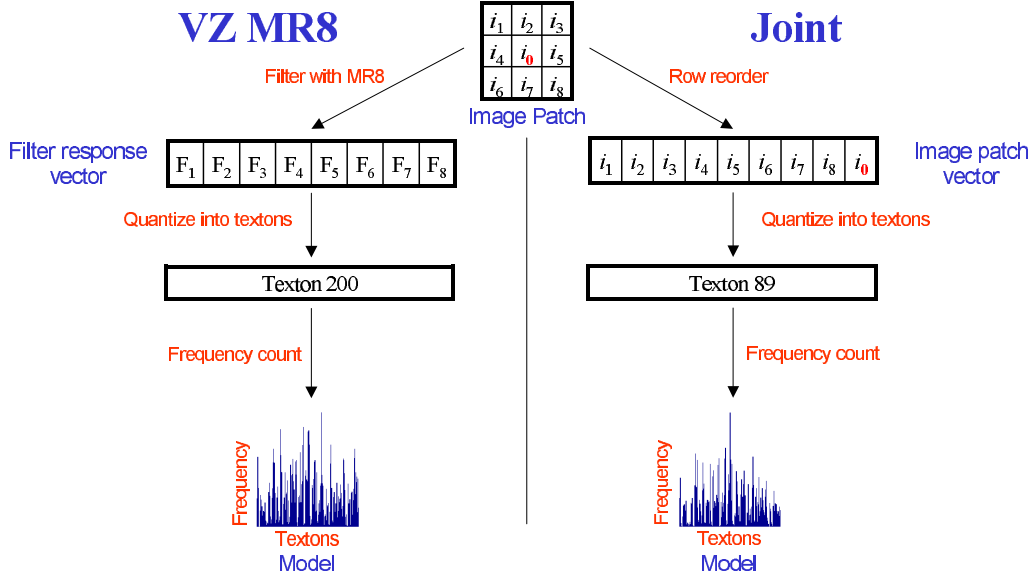 VZ MR8
Joint
i1 i2 i3
i4 i0 i5
i6 i7 i8
Image Patch
Filter with MR8
Row reorder
Filter response
vector
F1 F2 F3 F4 F5 F6 F7 F8
i1 i2 i3 i4 i5 i6 i7 i8 i0
Image patch
vector
Quantize into textons
Quantize into textons
Texton 200
Texton 89
Frequency count
Frequency count
Frequency
Textons
Model
Frequency
Textons
Model